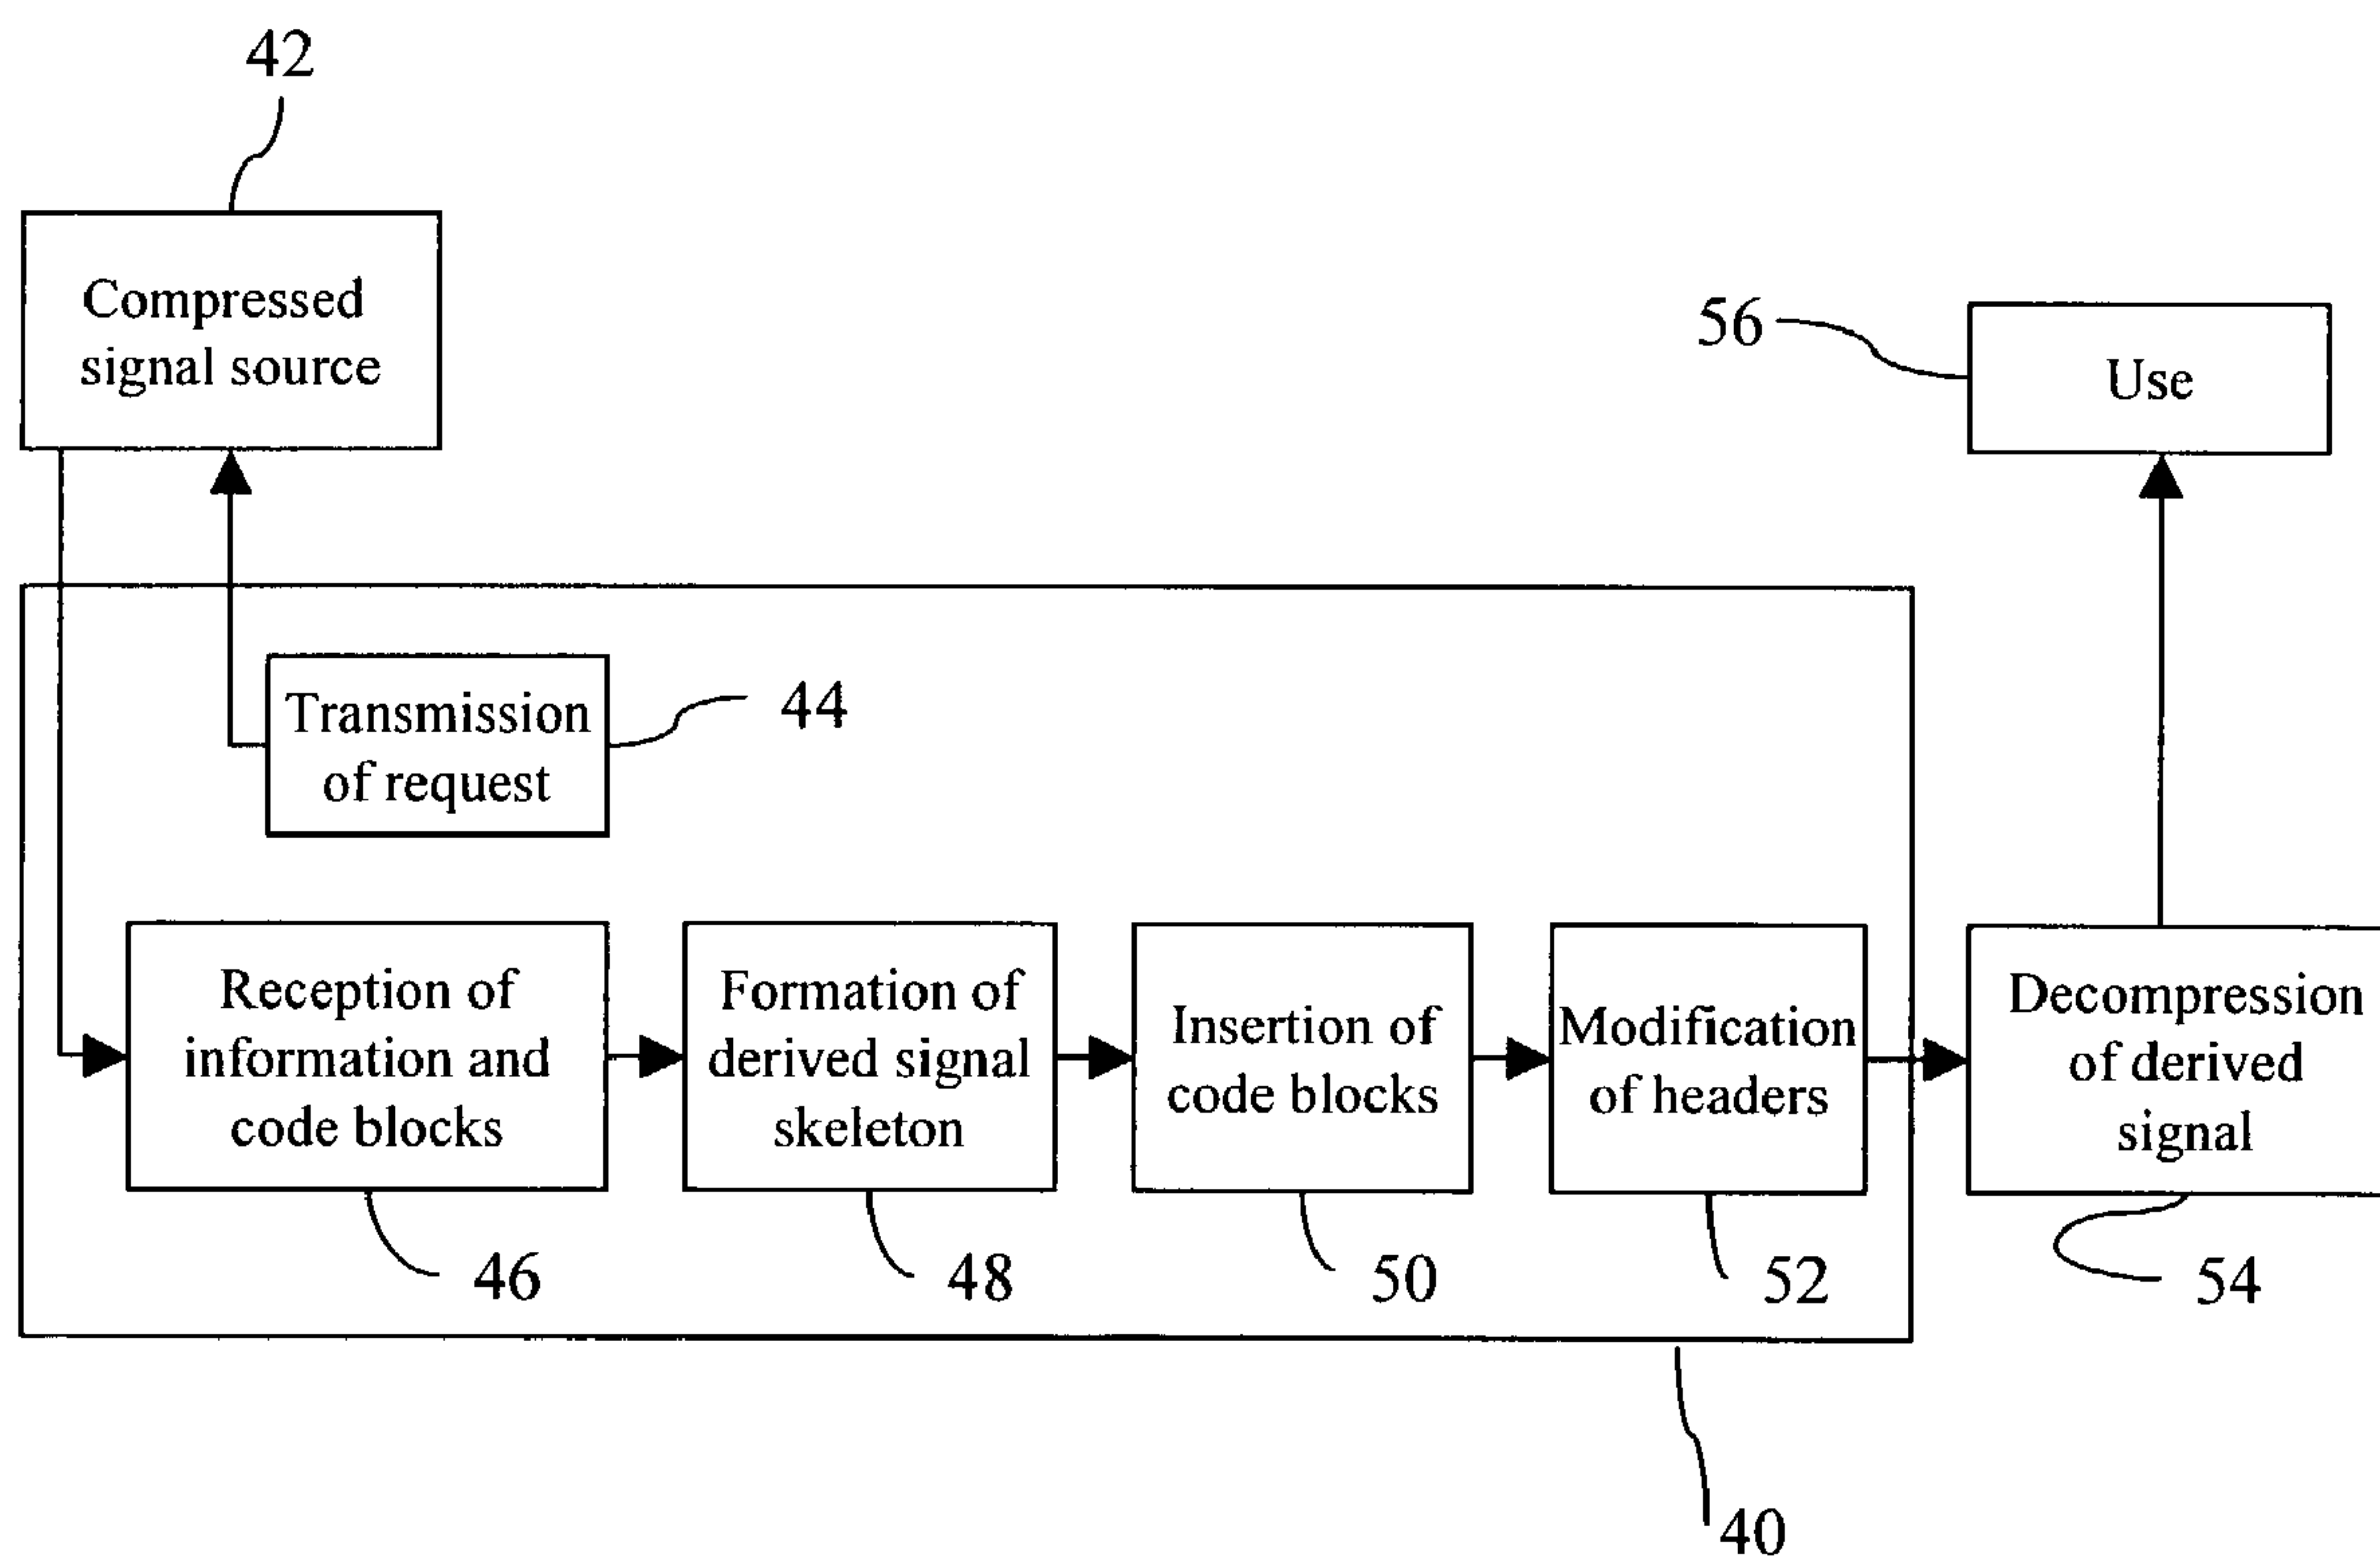 42
Compressed
signal source
56
Use
Transmission
of request
44
Reception of
information and
code blocks
Formation of
derived signal
skeleton
Insertion of
code blocks
Modification
of headers
Decompression
of derived
signal
46
48
50
52
54
40